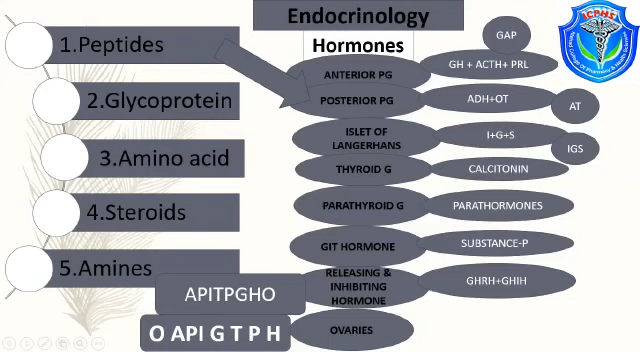 Endocrinology
Hormones
ICPHS
1.Peptides
2.Glycoprotein
3.Amino acid
4.Steroids
5.Amines
APITPGHO
O API G T P H
ANTERIOR PG
POSTERIOR PG
ISLET OF
LANGERHANS
THYROID G
PARATHYROID G
GIT HORMONE
RELEASING &
INHIBITING
HORMONE
OVARIES
GAP
GH + ACTH+ PRL
ADH+OT
AT
I+G+S
IGS
CALCITONIN
PARATHORMONES
SUBSTANCE-P
GHRH+GHIH